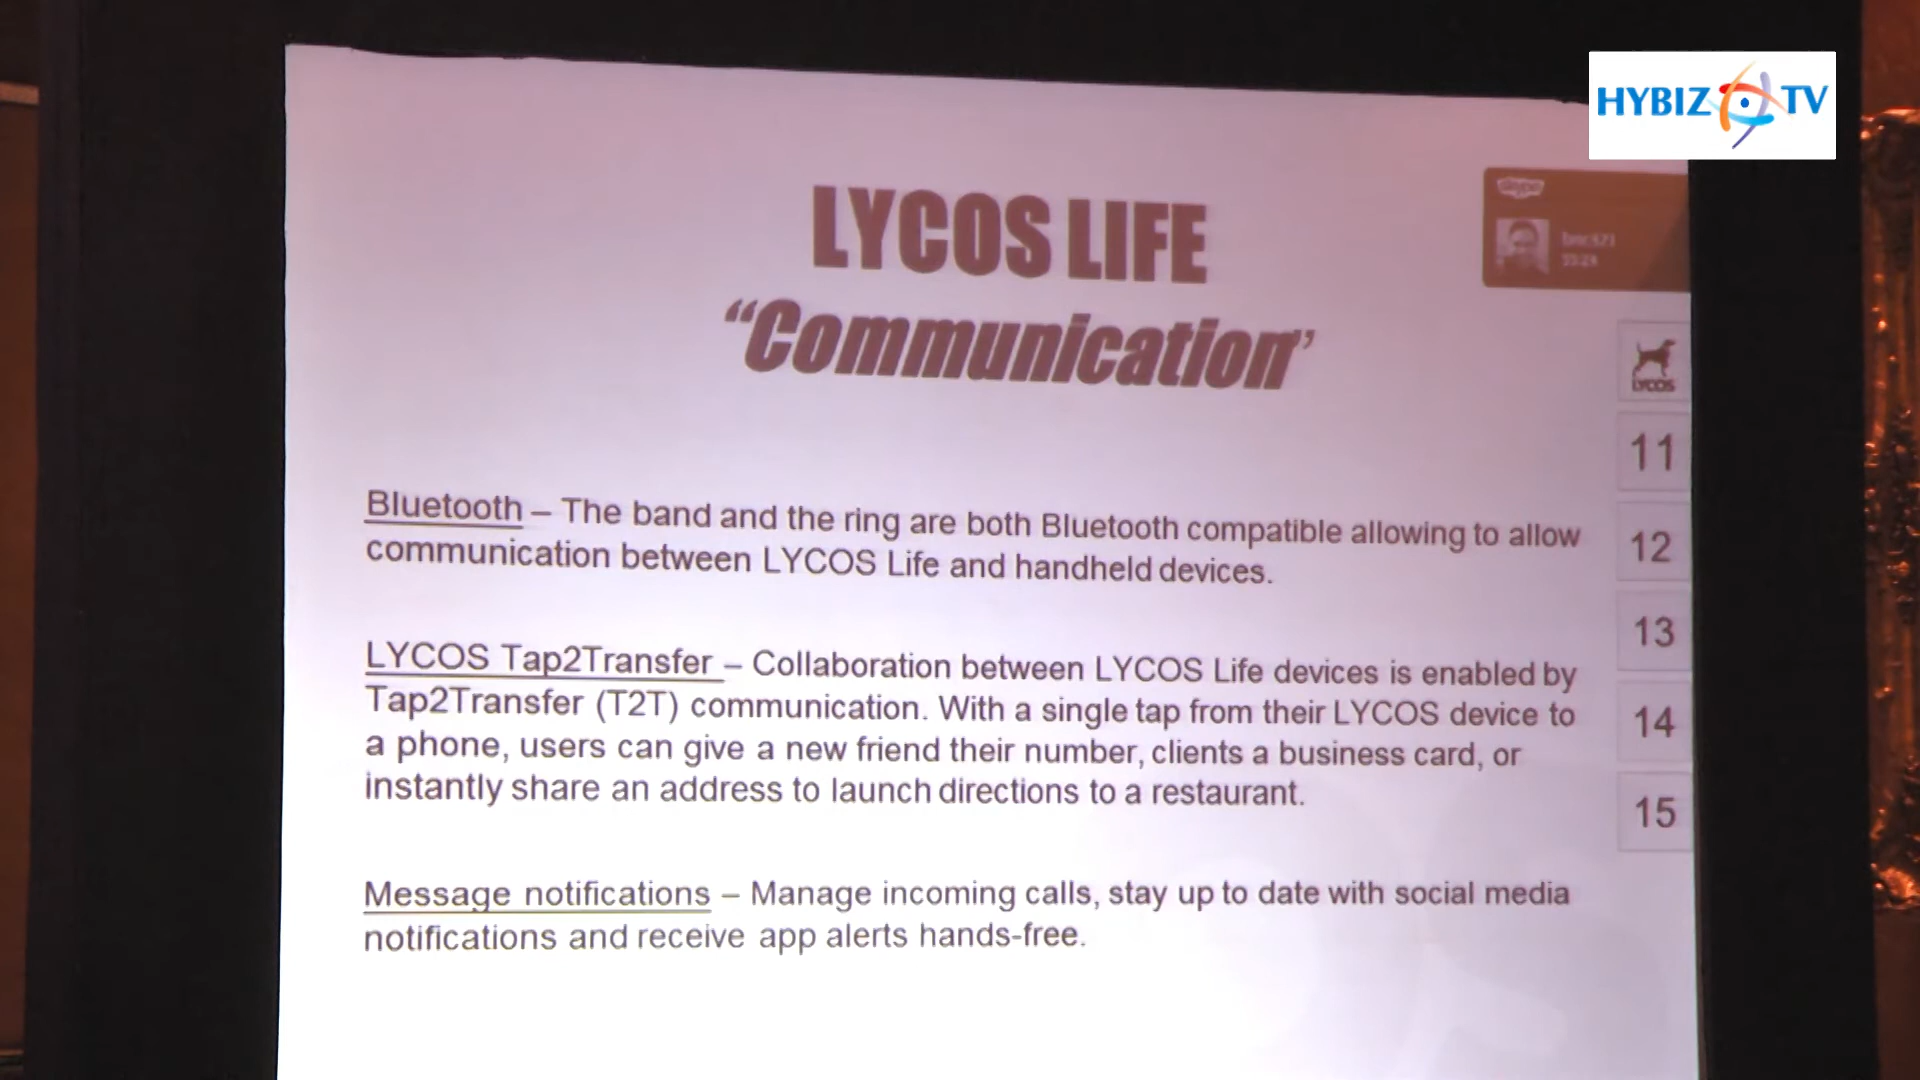 HYBIZ TV
skype
LYCOS LIFE
“Communication”
LYCOS
11
12
13
14
15
Bluetooth – The band and the ring are both Bluetooth compatible allowing to allow
communication between LYCOS Life and handheld devices.
LYCOS Tap2Transfer – Collaboration between LYCOS Life devices is enabled by
Tap2Transfer (T2T) communication. With a single tap from their LYCOS device to
a phone, users can give a new friend their number, clients a business card, or
instantly share an address to launch directions to a restaurant.
Message notifications – Manage incoming calls, stay up to date with social media
notifications and receive app alerts hands-free.